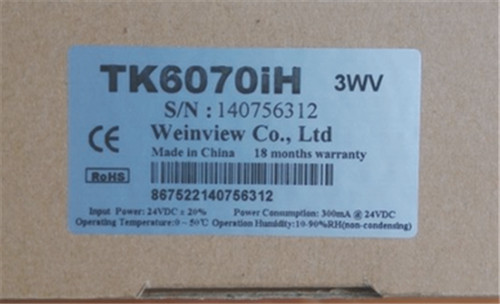 TK6070iH 3WV
S/N : 140756312
Weinview Co., Ltd
CE
Made in China 18 months warranty
RoHS
867522140756312
Input Power: 24VDC ± 20% Power Consumption: 300mA @ 24VDC
Operating Temperature:0 ~ 50℃ Operation Humidity:10-90%RH(non-condensing)